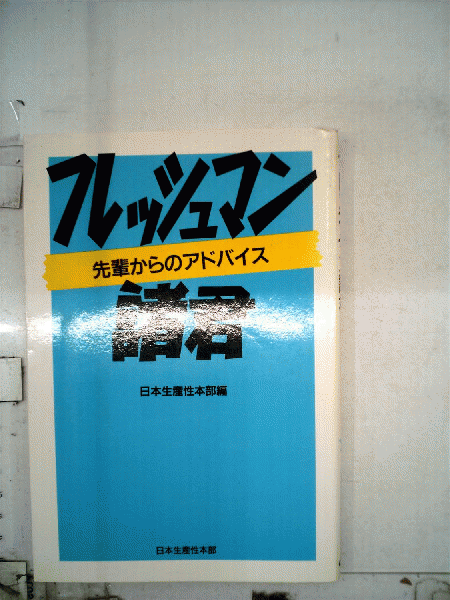 フレッシュマン
先輩からのアドバイス
諸君
日本生産性本部編
日本生産性本部